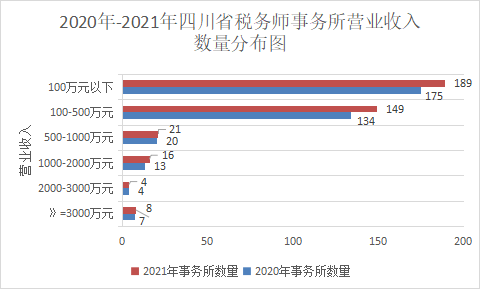 2020年-2021年四川省税务师事务所营业收入
数量分布图
营业收入
100万元以下
189
175
100-500万元
149
134
500-1000万元
21
20
1000-2000万元
16
13
2000-3000万元
4
4
》=3000万元
8
7
0 50 100 150 200
2021年事务所数量 2020年事务所数量